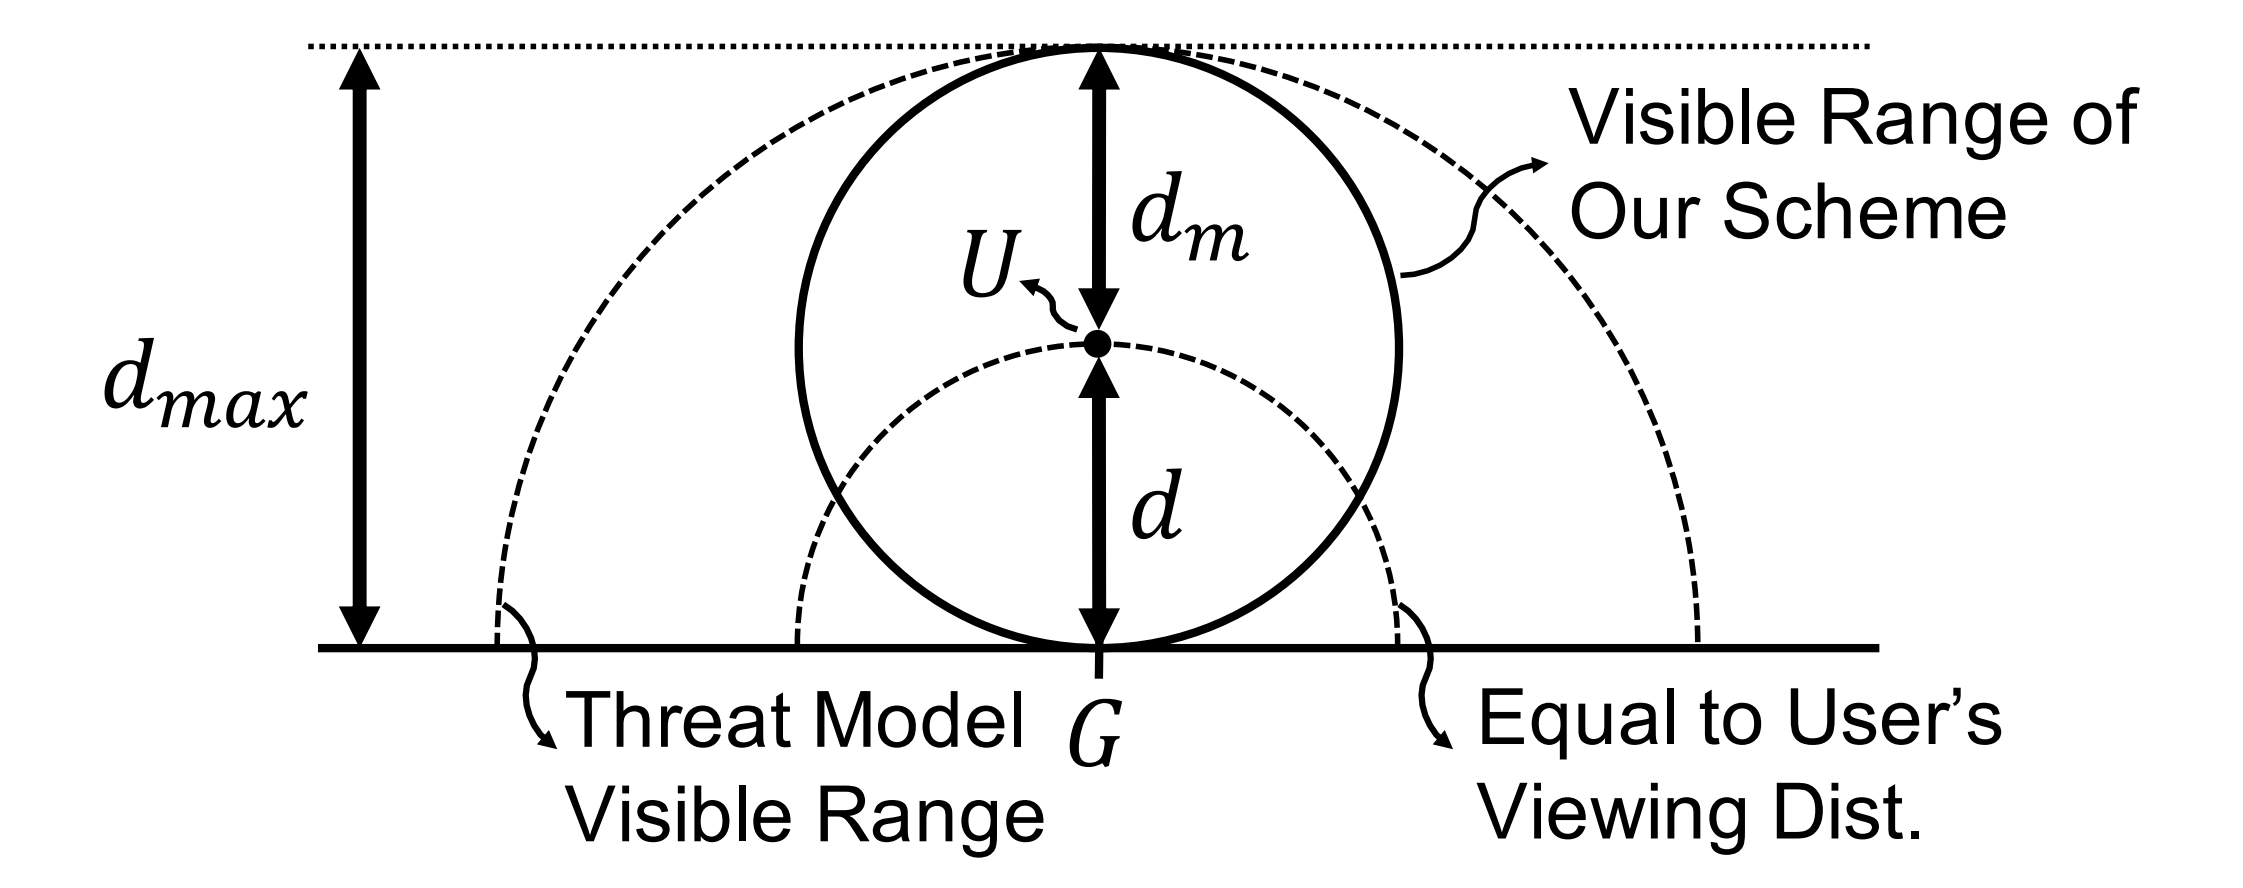 Visible Range of
Our Scheme
d_m
U
d_max
d
Threat Model
Visible Range
G
Equal to User’s
Viewing Dist.